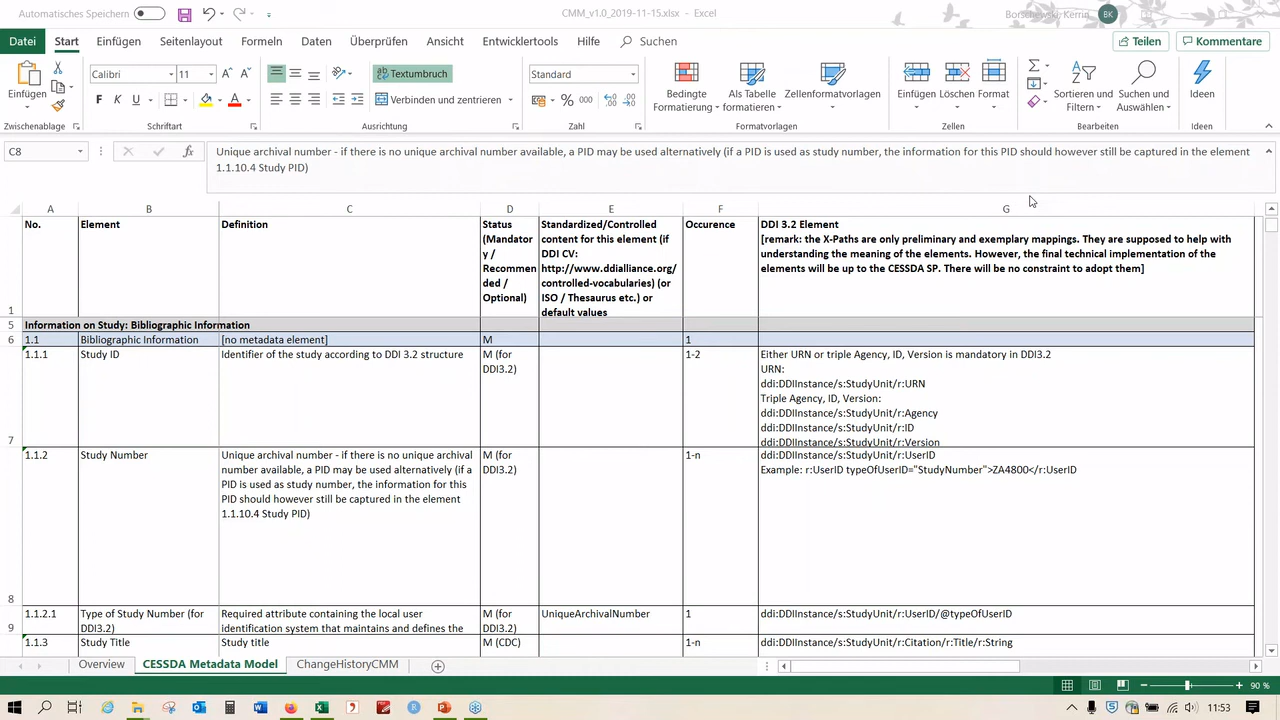 Automatisches Speichern
CMM_v1.0_2019-11-15.xlsx - Excel
Borschewski, Kerrin
BK
Datei Start Einfügen Seitenlayout Formeln Daten Überprüfen Ansicht Entwicklertools Hilfe Suchen
Teilen Kommentare
Calibri 11
Textumbruch
Standard
Einfügen
F K U
Verbinden und zentrieren
% 000
Bedingte Formatierung
Als Tabelle formatieren
Zellenformatvorlagen
Einfügen Löschen Format
Sortieren und Filtern
Suchen und Auswählen
Ideen
Zwischenablage Schriftart Ausrichtung Zahl Formatvorlagen Zellen Bearbeiten Ideen
C8
fx
Unique archival number - if there is no unique archival number available, a PID may be used alternatively (if a PID is used as study number, the information for this PID should however still be captured in the element
1.1.10.4 Study PID)
A B C D E F G
1
No.
Element
Definition
Status
(Mandator
y /
Recommen
ded /
Optional)
Standardized/Controlled
content for this element (if
DDI CV:
http://www.ddialliance.org/
controlled-vocabularies) (or
ISO / Thesaurus etc.) or
default values
Occurence
DDI 3.2 Element
[remark: the X-Paths are only preliminary and exemplary mappings. They are supposed to help with
understanding the meaning of the elements. However, the final technical implementation of the
elements will be up to the CESSDA SP. There will be no constraint to adopt them]
5 Information on Study: Bibliographic Information
6 1.1 Bibliographic Information [no metadata element] M 1
7
1.1.1
Study ID
Identifier of the study according to DDI 3.2 structure
M (for
DDI3.2)
1-2
Either URN or triple Agency, ID, Version is mandatory in DDI3.2
URN:
ddi:DDIInstance/s:StudyUnit/r:URN
Triple Agency, ID, Version:
ddi:DDIInstance/s:StudyUnit/r:Agency
ddi:DDIInstance/s:StudyUnit/r:ID
ddi:DDIInstance/s:StudyUnit/r:Version
8
1.1.2
Study Number
Unique archival number - if there is no unique archival
number available, a PID may be used alternatively (if a
PID is used as study number, the information for this
PID should however still be captured in the element
1.1.10.4 Study PID)
M (for
DDI3.2)
1-n
ddi:DDIInstance/s:StudyUnit/r:UserID
Example: r:UserID typeOfUserID="StudyNumber">ZA4800</r:UserID
9
1.1.2.1
Type of Study Number (for
DDI3.2)
Required attribute containing the local user
identification system that maintains and defines the
M (for
DDI3.2)
UniqueArchivalNumber
1
ddi:DDIInstance/s:StudyUnit/r:UserID/@typeOfUserID
1.1.3 Study Title Study title M (CDC) 1-n ddi:DDIInstance/s:StudyUnit/r:Citation/r:Title/r:String
Overview CESSDA Metadata Model ChangeHistoryCMM
90 %
11:53